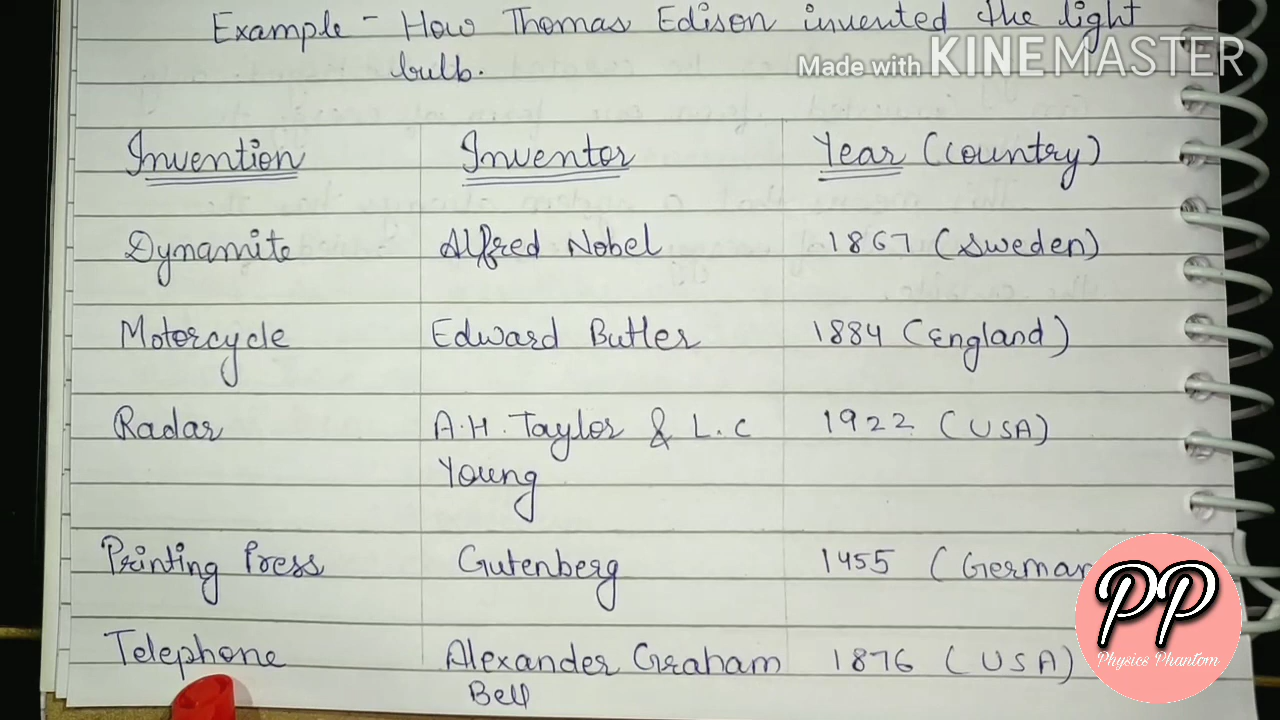 Example - How Thomas Edison invented the light
bulb.
Made with KINEMASTER
Invention Inventor Year (Country)
Dynamite Alfred Nobel 1867 (Sweden)
Motorcycle Edward Butler 1884 (England)
Radar A.H. Taylor & L.C
Young 1922 (USA)
Printing Press Gutenberg 1455 (German
Telephone Alexander Graham
Bell 1876 (USA)
PP
Physics Phantom